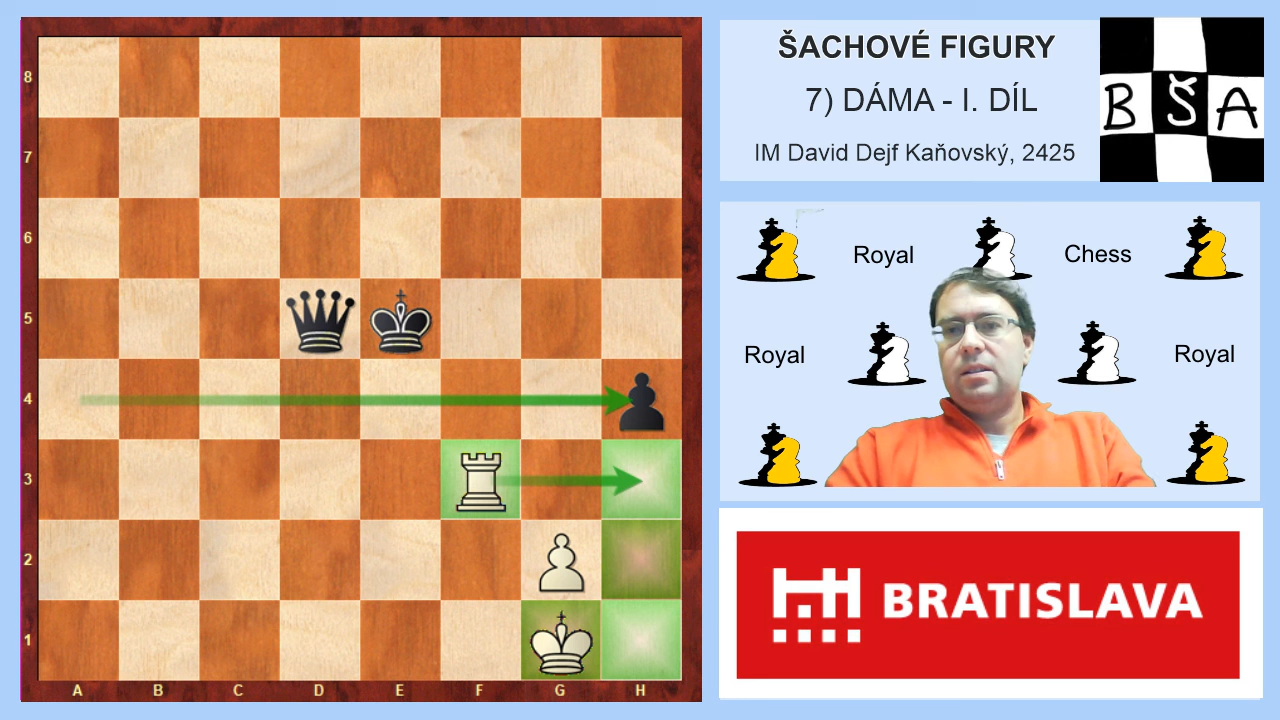 8
7
6
5
4
3
2
1
A B C D E F G H
ŠACHOVÉ FIGURY
7) DÁMA - I. DÍL
IM David Dejf Kaňovský, 2425
B Š A
Royal Chess
Royal Royal
BRATISLAVA